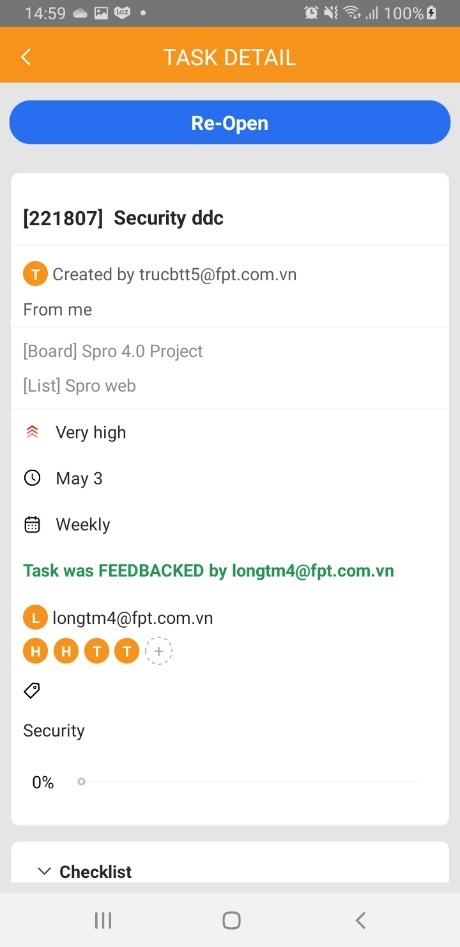 14:59
100%
TASK DETAIL
Re-Open
[221807] Security ddc
T Created by trucbtt5@fpt.com.vn
From me
[Board] Spro 4.0 Project
[List] Spro web
Very high
May 3
Weekly
Task was FEEDBACKED by longtm4@fpt.com.vn
L longtm4@fpt.com.vn
H H T T +
Security
0%
Checklist